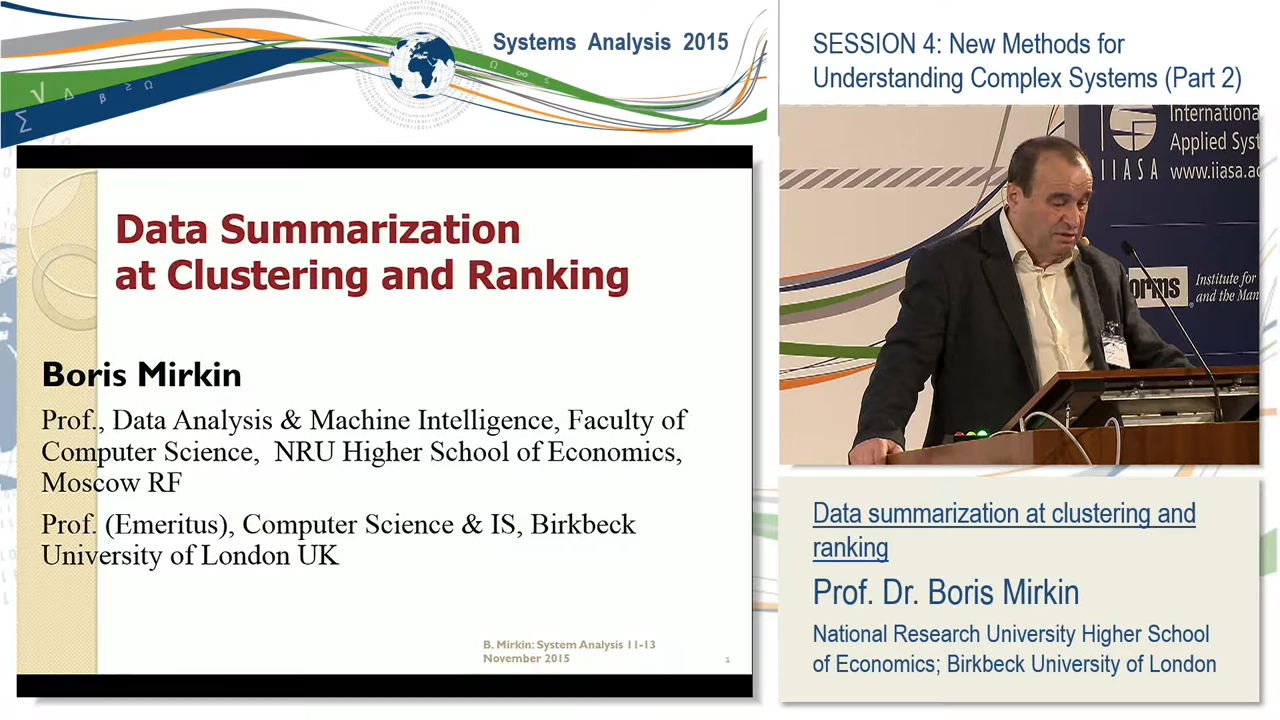 Systems Analysis 2015
SESSION 4: New Methods for
Understanding Complex Systems (Part 2)
Data Summarization
at Clustering and Ranking
Boris Mirkin
Prof., Data Analysis & Machine Intelligence, Faculty of
Computer Science, NRU Higher School of Economics,
Moscow RF
Prof. (Emeritus), Computer Science & IS, Birkbeck
University of London UK
B. Mirkin: System Analysis 11-13
November 2015
1
International
Applied Syst
www.iiasa.ac
IIASA
orms
Institute for
and the Man
Data summarization at clustering and
ranking
Prof. Dr. Boris Mirkin
National Research University Higher School
of Economics; Birkbeck University of London